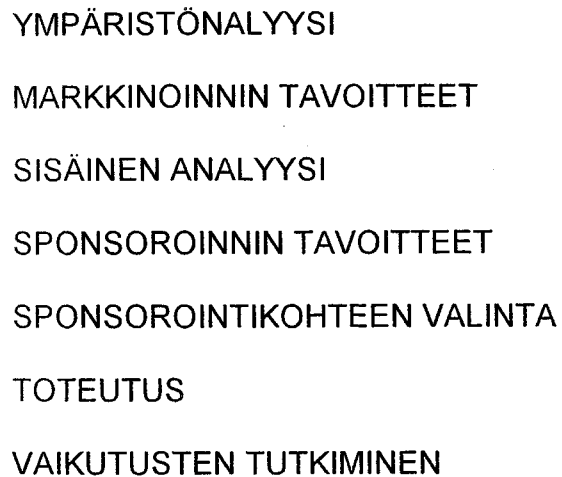 YMPÄRISTÖNALYYSI
MARKKINOINNIN TAVOITTEET
SISÄINEN ANALYYSI
SPONSOROINNIN TAVOITTEET
SPONSOROINTIKOHTEEN VALINTA
TOTEUTUS
VAIKUTUSTEN TUTKIMINEN